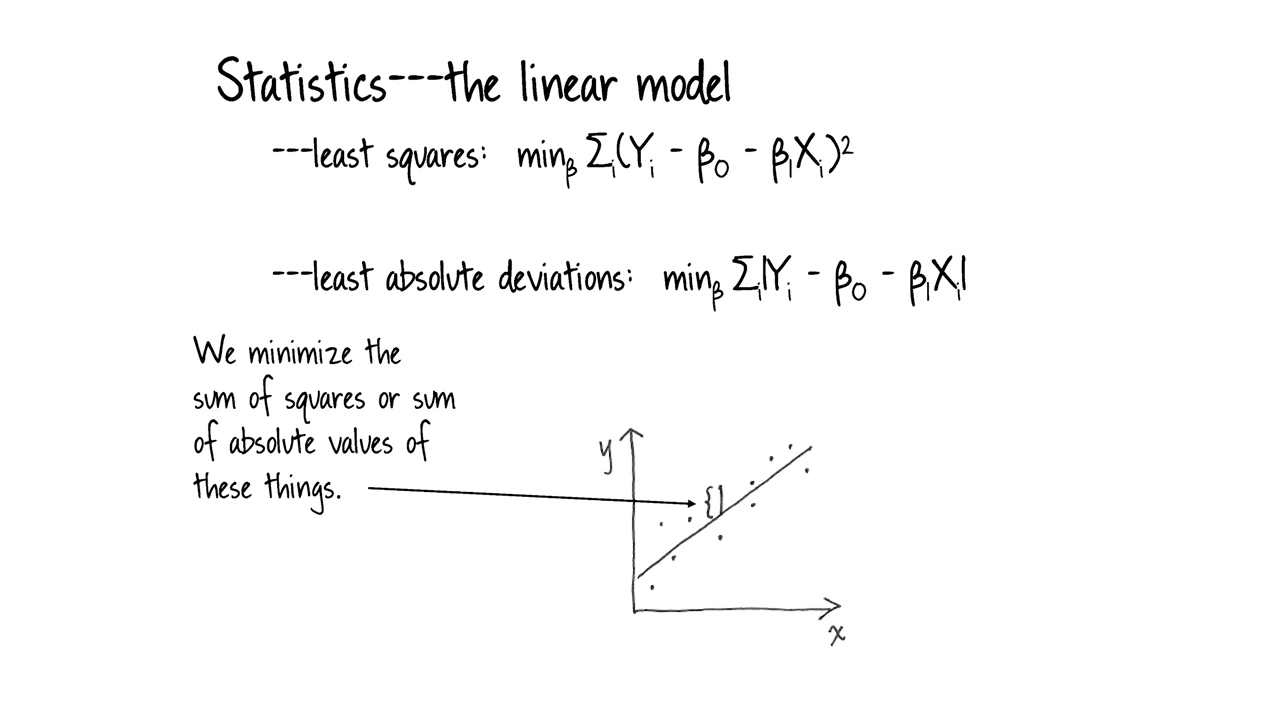 Statistics---the linear model
---least squares: min_β Σ_i(Y_i - β_0 - β_1X_i)²
---least absolute deviations: min_β Σ_i|Y_i - β_0 - β_1X_i|
We minimize the
sum of squares or sum
of absolute values of
these things.
y
x